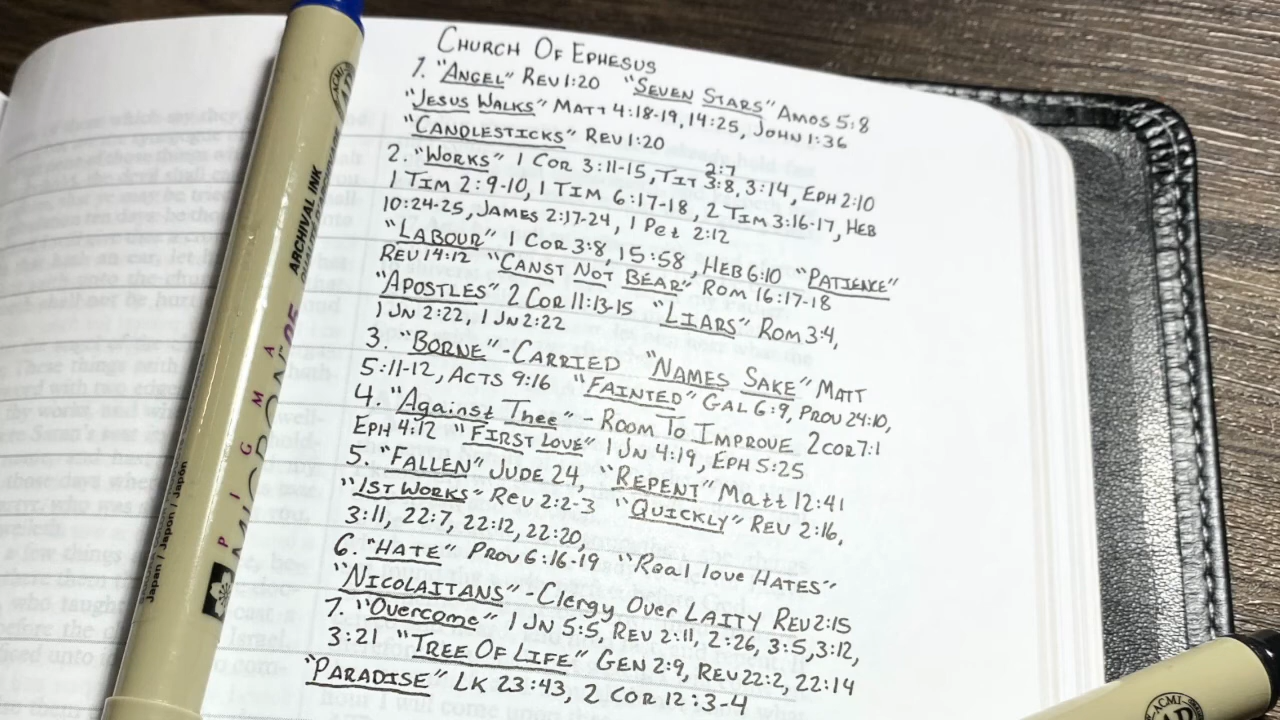 CHURCH OF EPHESUS
1. "ANGEL" REV 1:20 "SEVEN STARS" AMOS 5:8
"JESUS WALKS" MATT 4:18-19, 14:25, JOHN 1:36
"CANDLESTICKS" REV 1:20
2. "WORKS" 1 COR 3:11-15, TIT 2:7 3:8, 3:14, EPH 2:10
1 TIM 2:9-10, 1 TIM 6:17-18, 2 TIM 3:16-17, HEB
10:24-25, JAMES 2:17-24, 1 Pet 2:12
"LABOUR" 1 COR 3:8, 15:58, HEB 6:10 "PATIENCE"
REV 14:12 "CANST NOT BEAR" ROM 16:17-18
"APOSTLES" 2 COR 11:13-15 "LIARS" ROM 3:4,
1 JN 2:22, 1 JN 2:22
3. "BORNE" - CARRIED "NAMES SAKE" MATT
5:11-12, ACTS 9:16 "FAINTED" GAL 6:9, PROV 24:10,
4. "Against Thee" - ROOM TO IMPROVE 2 COR 7:1
EPH 4:12 "FIRST LOVE" 1 JN 4:19, EPH 5:25
5. "FALLEN" JUDE 24, "REPENT" Matt 12:41
"1ST WORKS" REV 2:2-3 "QUICKLY" REV 2:16,
3:11, 22:7, 22:12, 22:20,
6. "HATE" PROV 6:16-19 "Real love HATES"
"NICOLAITANS" - Clergy Over LAITY REV 2:15
7. "Overcome" 1 JN 5:5, REV 2:11, 2:26, 3:5, 3:12,
3:21 "TREE OF LIFE" GEN 2:9, REV 22:2, 22:14
"PARADISE" LK 23:43, 2 COR 12:3-4
ARCHIVAL INK
PIGMA
MICRON 05
Japan / Japon / Japón
ACMI